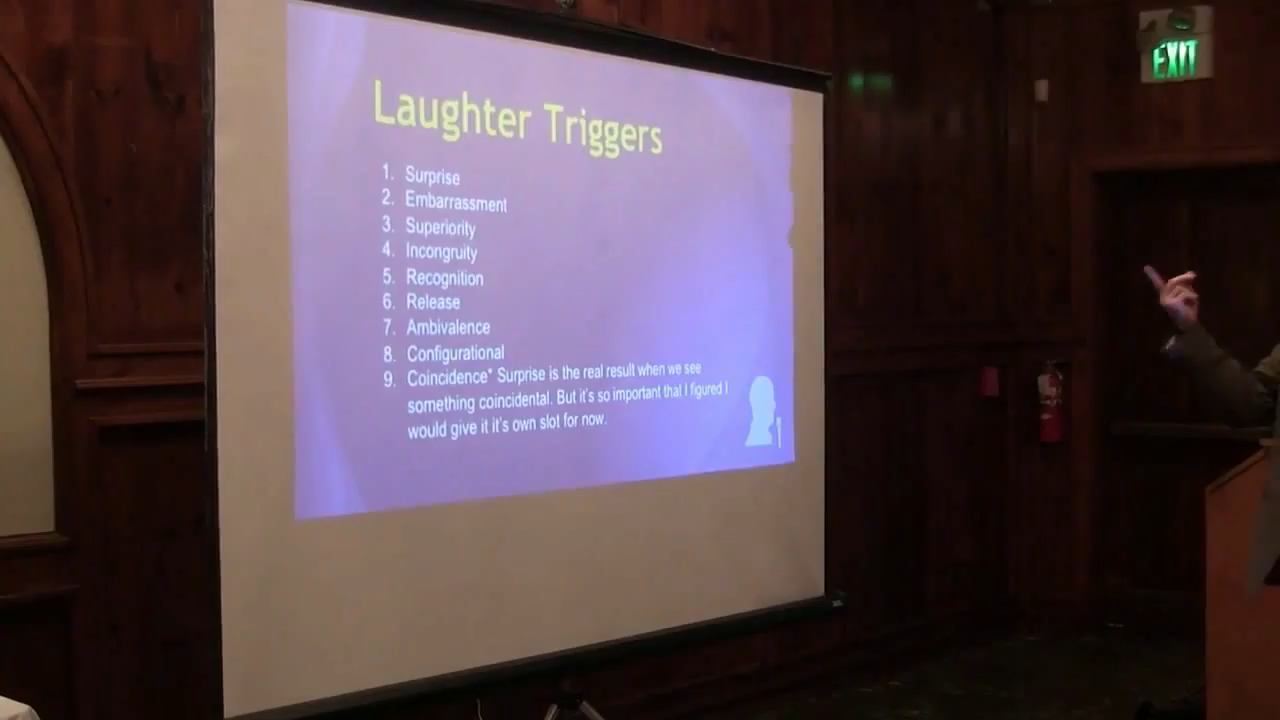 Laughter Triggers
1. Surprise
2. Embarrassment
3. Superiority
4. Incongruity
5. Recognition
6. Release
7. Ambivalence
8. Configurational
9. Coincidence* Surprise is the real result when we see
something coincidental. But it's so important that I figured I
would give it it's own slot for now.
EXIT